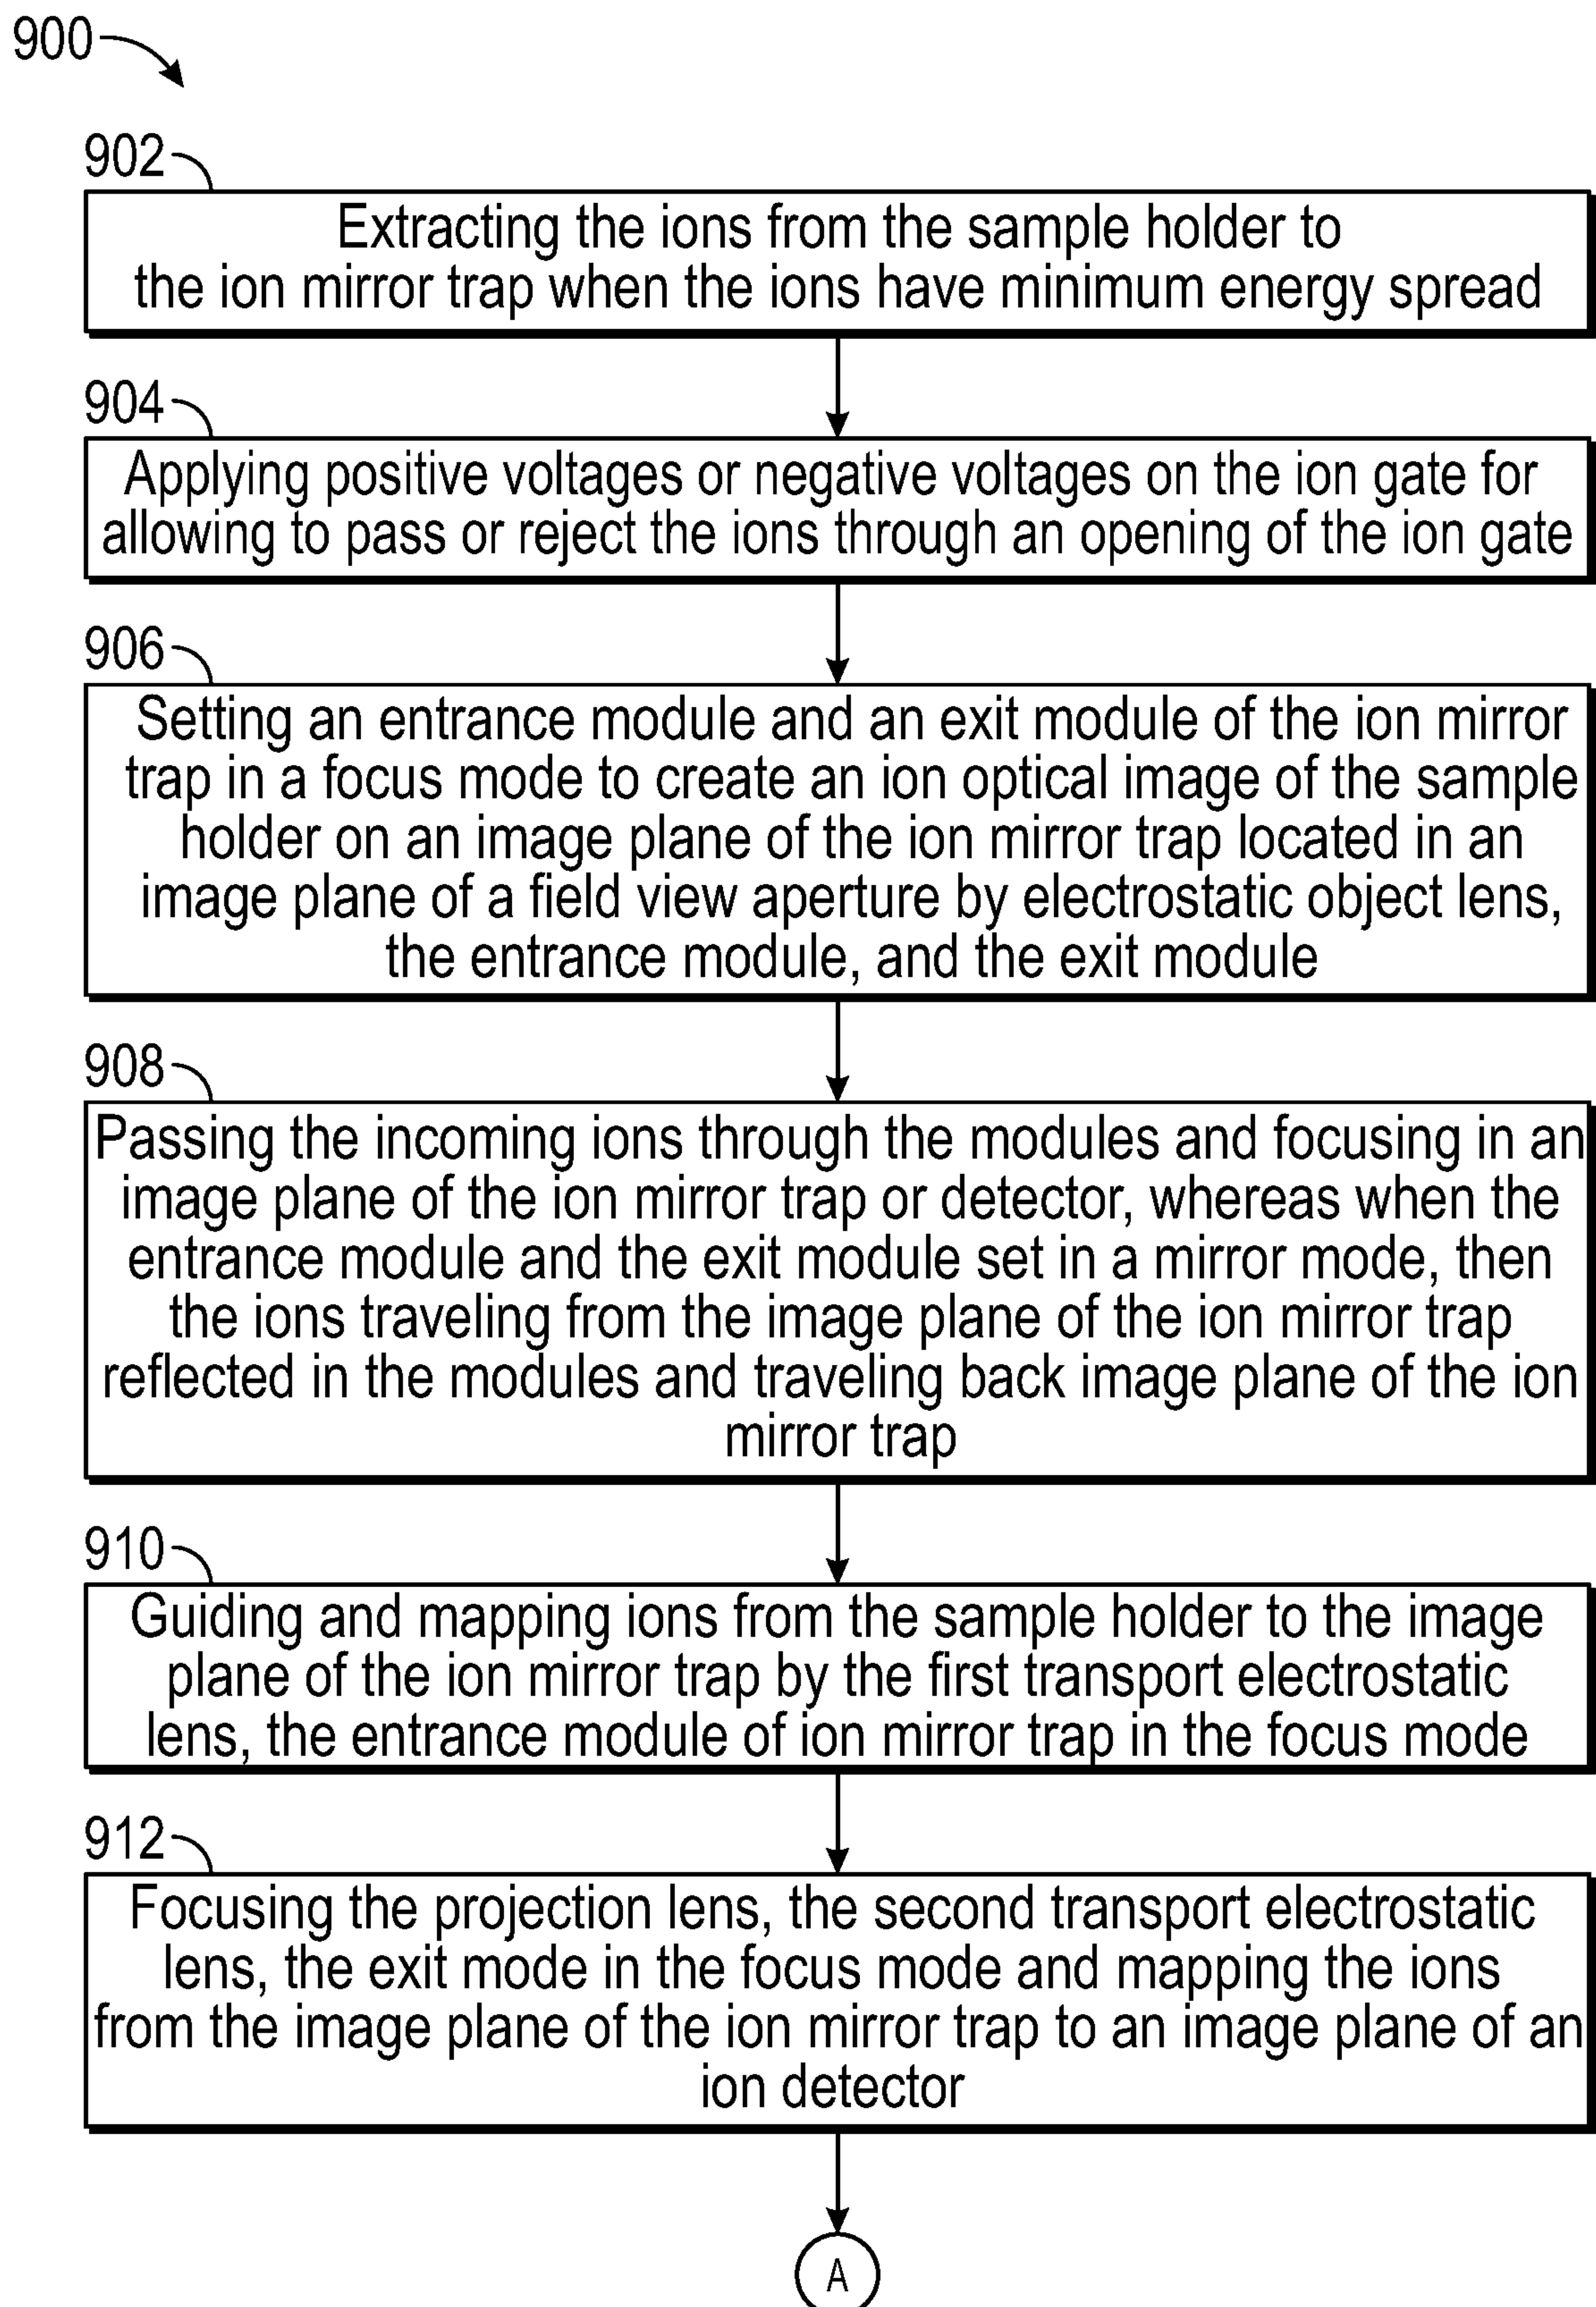 900
902
Extracting the ions from the sample holder to
the ion mirror trap when the ions have minimum energy spread
904
Applying positive voltages or negative voltages on the ion gate for
allowing to pass or reject the ions through an opening of the ion gate
906
Setting an entrance module and an exit module of the ion mirror
trap in a focus mode to create an ion optical image of the sample
holder on an image plane of the ion mirror trap located in an
image plane of a field view aperture by electrostatic object lens,
the entrance module, and the exit module
908
Passing the incoming ions through the modules and focusing in an
image plane of the ion mirror trap or detector, whereas when the
entrance module and the exit module set in a mirror mode, then
the ions traveling from the image plane of the ion mirror trap
reflected in the modules and traveling back image plane of the ion
mirror trap
910
Guiding and mapping ions from the sample holder to the image
plane of the ion mirror trap by the first transport electrostatic
lens, the entrance module of ion mirror trap in the focus mode
912
Focusing the projection lens, the second transport electrostatic
lens, the exit mode in the focus mode and mapping the ions
from the image plane of the ion mirror trap to an image plane of an
ion detector
A